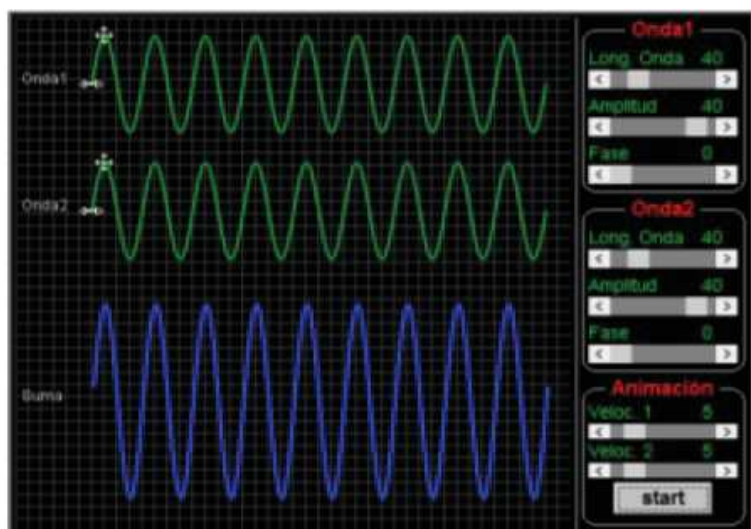 Onda1
Onda2
Suma
Onda1
Long. Onda 40
Amplitud 40
Fase 0
Onda2
Long. Onda 40
Amplitud 40
Fase 0
Animación
Veloc. 1 5
Veloc. 2 5
start